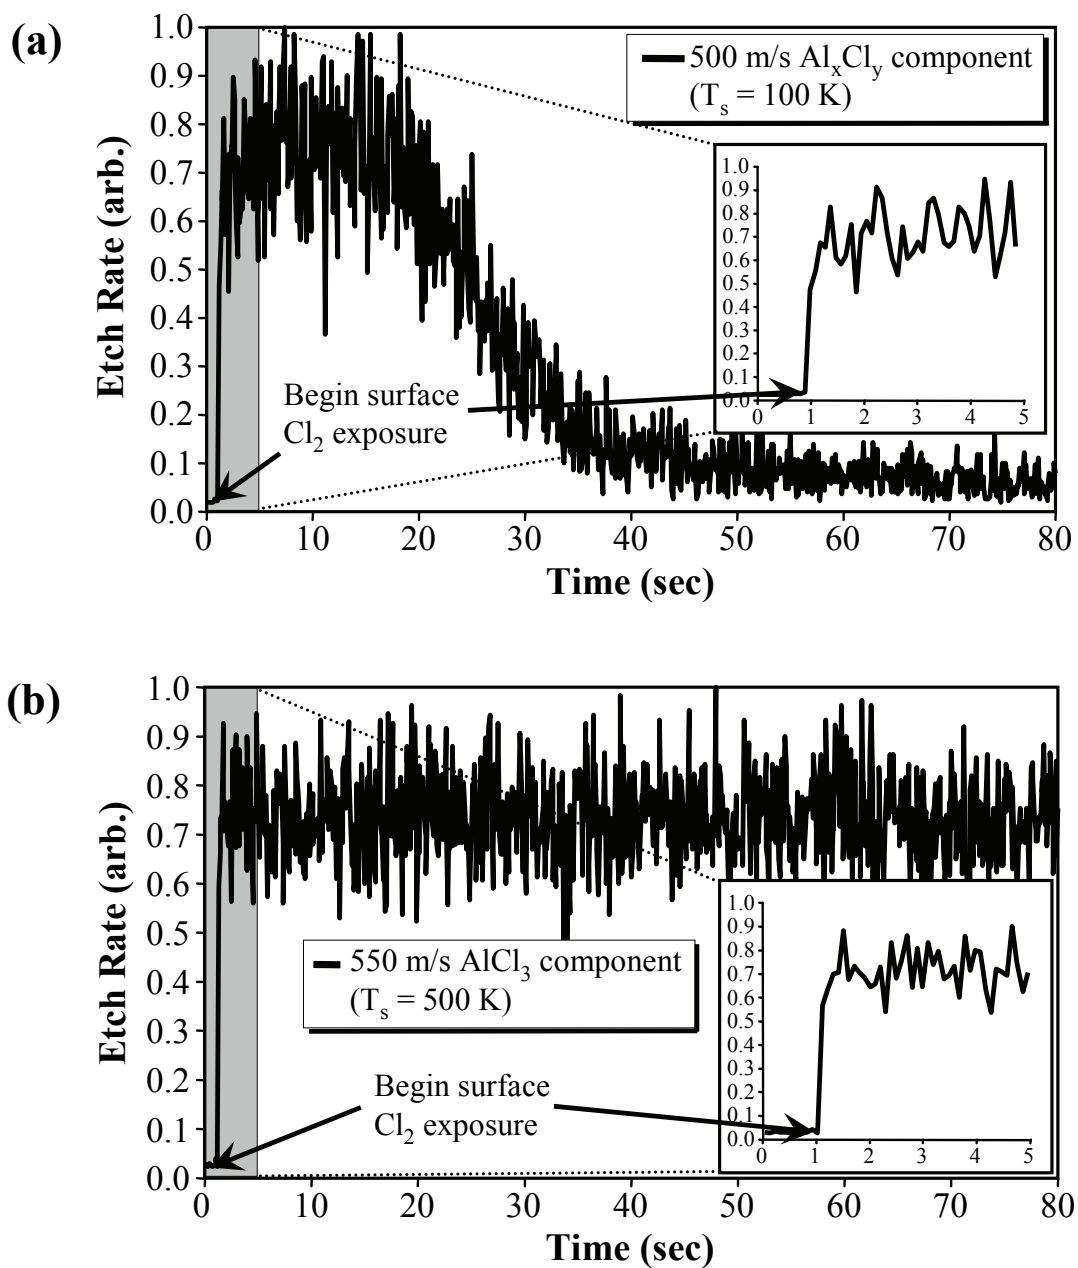 (a)
1.0
0.9
0.8
0.7
0.6
0.5
0.4
0.3
0.2
0.1
0.0
Etch Rate (arb.)
500 m/s AlxCly component
(Ts = 100 K)
1.0
0.9
0.8
0.7
0.6
0.5
0.4
0.3
0.2
0.1
0.0
0 1 2 3 4 5
Begin surface
Cl2 exposure
0 10 20 30 40 50 60 70 80
Time (sec)
(b)
1.0
0.9
0.8
0.7
0.6
0.5
0.4
0.3
0.2
0.1
0.0
Etch Rate (arb.)
550 m/s AlCl3 component
(Ts = 500 K)
1.0
0.9
0.8
0.7
0.6
0.5
0.4
0.3
0.2
0.1
0.0
0 1 2 3 4 5
Begin surface
Cl2 exposure
0 10 20 30 40 50 60 70 80
Time (sec)